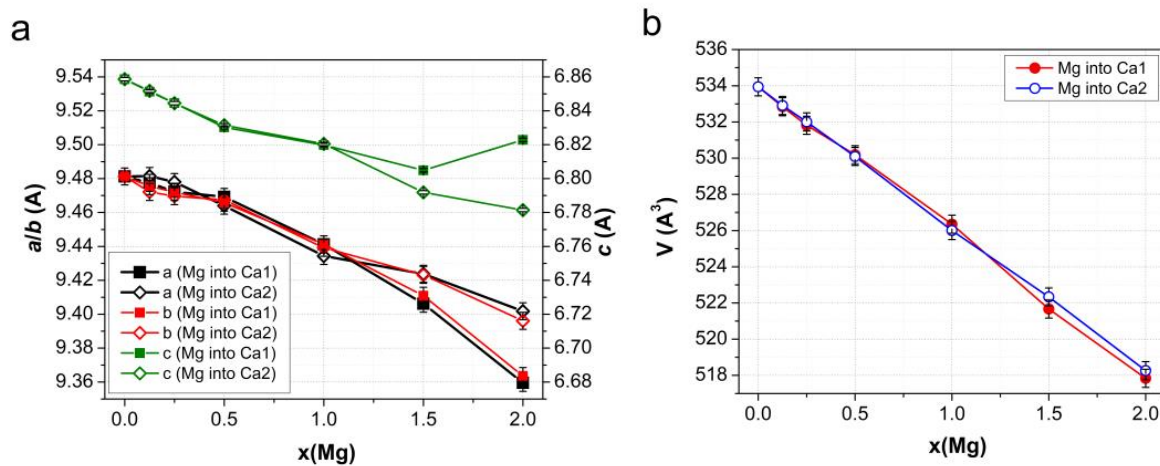 a
9.54
9.52
9.50
9.48
9.46
9.44
9.42
9.40
9.38
9.36
a/b (A)
6.86
6.84
6.82
6.80
6.78
6.76
6.74
6.72
6.70
6.68
c (A)
a (Mg into Ca1)
a (Mg into Ca2)
b (Mg into Ca1)
b (Mg into Ca2)
c (Mg into Ca1)
c (Mg into Ca2)
0.0 0.5 1.0 1.5 2.0
x(Mg)
b
536
534
532
530
528
526
524
522
520
518
V (A³)
Mg into Ca1
Mg into Ca2
0.0 0.5 1.0 1.5 2.0
x(Mg)